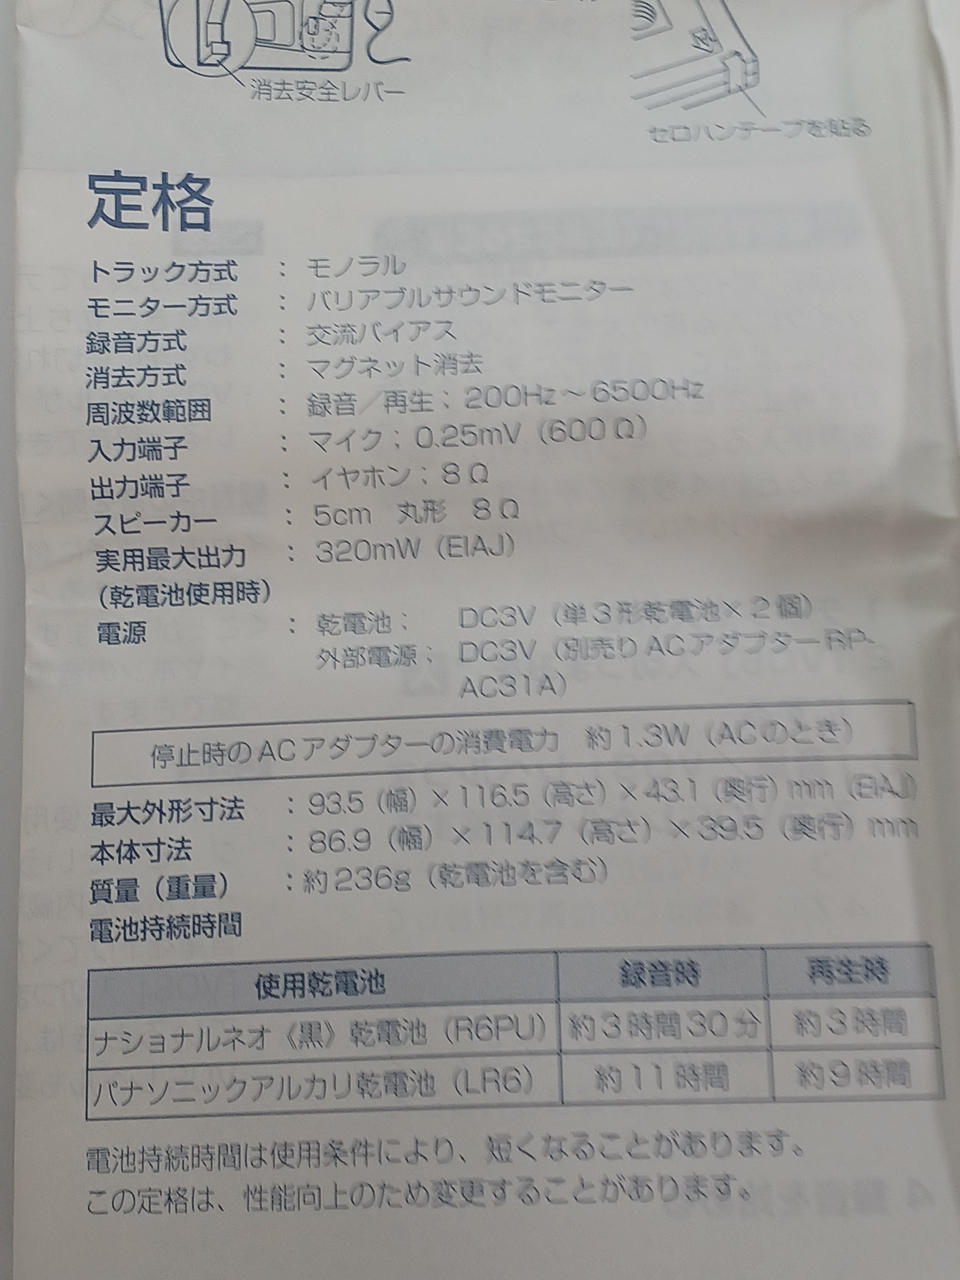 消去安全レバー
セロハンテープを貼る
定格
トラック方式 : モノラル
モニター方式 : バリアブルサウンドモニター
録音方式 : 交流バイアス
消去方式 : マグネット消去
周波数範囲 : 録音/再生; 200Hz~6500Hz
入力端子 : マイク; 0.25mV（600Ω）
出力端子 : イヤホン; 8Ω
スピーカー : 5cm 丸形 8Ω
実用最大出力 : 320mW（EIAJ）
（乾電池使用時）
電源 : 乾電池; DC3V（単3形乾電池×2個）
外部電源; DC3V（別売りACアダプターRP-
AC31A）
停止時のACアダプターの消費電力 約1.3W（ACのとき）
最大外形寸法 : 93.5（幅）×116.5（高さ）×43.1（奥行）mm（EIAJ）
本体寸法 : 86.9（幅）×114.7（高さ）×39.5（奥行）mm
質量（重量） : 約236g（乾電池を含む）
電池持続時間
使用乾電池 録音時 再生時
ナショナルネオ《黒》乾電池（R6PU） 約3時間30分 約3時間
パナソニックアルカリ乾電池（LR6） 約11時間 約9時間
電池持続時間は使用条件により、短くなることがあります。
この定格は、性能向上のため変更することがあります。